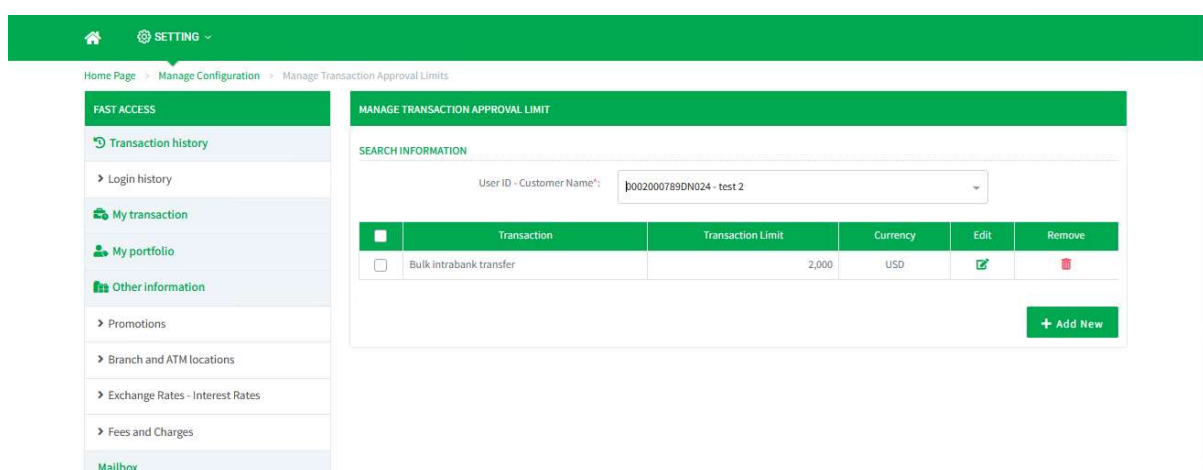 SETTING
Home Page > Manage Configuration > Manage Transaction Approval Limits
FAST ACCESS
Transaction history
> Login history
My transaction
My portfolio
Other information
> Promotions
> Branch and ATM locations
> Exchange Rates - Interest Rates
> Fees and Charges
Mailbox
MANAGE TRANSACTION APPROVAL LIMIT
SEARCH INFORMATION
User ID - Customer Name*: 0002000789DN024 - test 2
Transaction Transaction Limit Currency Edit Remove
Bulk intrabank transfer 2,000 USD
+ Add New